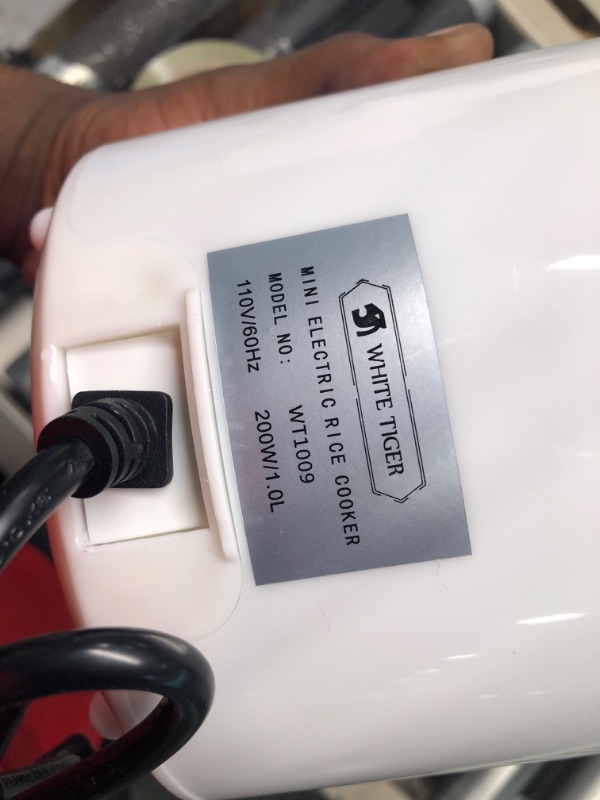 WHITE TIGER
MINI ELECTRIC RICE COOKER
MODEL NO: WT1009
110V/60Hz 200W/1.0L